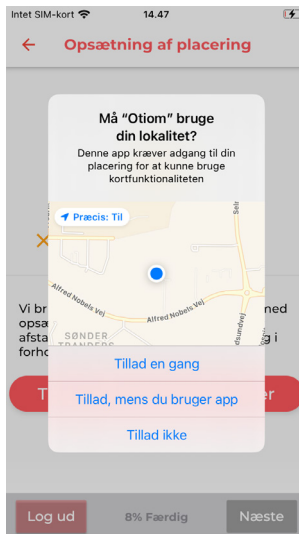 Intet SIM-kort
14.47
Opsætning af placering
Må “Otiom” bruge
din lokalitet?
Denne app kræver adgang til din
placering for at kunne bruge
kortfunktionaliteten
Præcis: Til
Alfred Nobels Vej
Alfred Nobels Vej
SØNDER
TRANDERS
Vi
opsæ
afsta
forho
ned
g i
Tillad en gang
Tillad, mens du bruger app
Tillad ikke
Log ud
8% Færdig
Næste